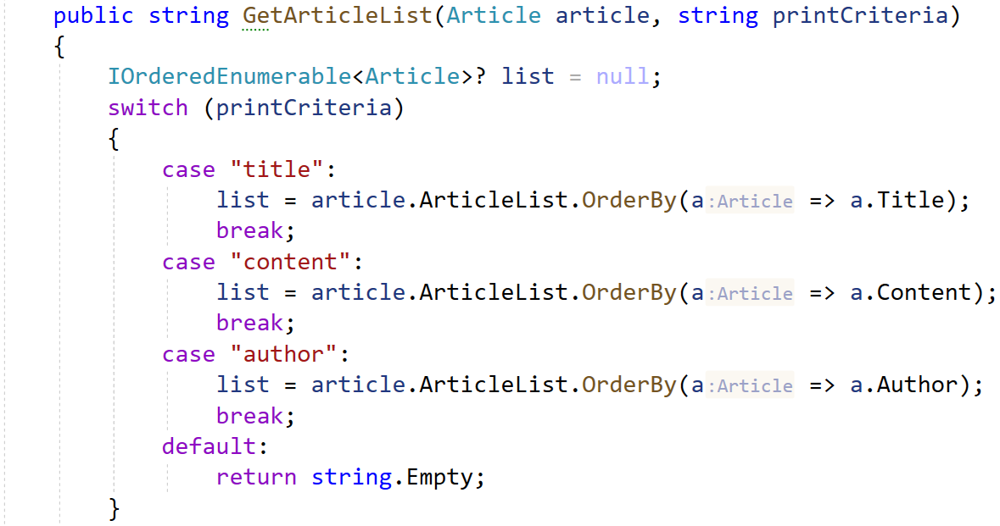 public string GetArticleList(Article article, string printCriteria)
{
IOrderedEnumerable<Article>? list = null;
switch (printCriteria)
{
case "title":
list = article.ArticleList.OrderBy(a:Article => a.Title);
break;
case "content":
list = article.ArticleList.OrderBy(a:Article => a.Content);
break;
case "author":
list = article.ArticleList.OrderBy(a:Article => a.Author);
break;
default:
return string.Empty;
}